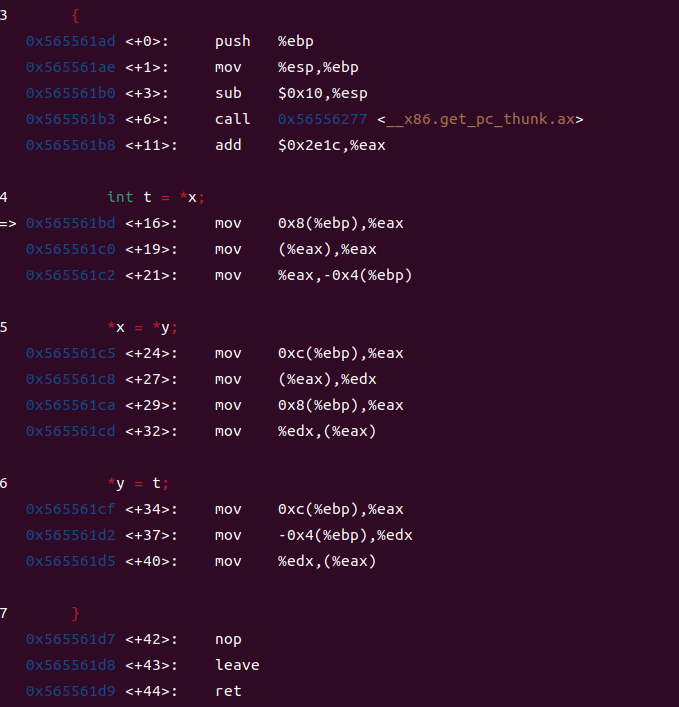 3 {
0x565561ad <+0>: push %ebp
0x565561ae <+1>: mov %esp,%ebp
0x565561b0 <+3>: sub $0x10,%esp
0x565561b3 <+6>: call 0x56556277 <__x86.get_pc_thunk.ax>
0x565561b8 <+11>: add $0x2e1c,%eax
4 int t = *x;
=> 0x565561bd <+16>: mov 0x8(%ebp),%eax
0x565561c0 <+19>: mov (%eax),%eax
0x565561c2 <+21>: mov %eax,-0x4(%ebp)
5 *x = *y;
0x565561c5 <+24>: mov 0xc(%ebp),%eax
0x565561c8 <+27>: mov (%eax),%edx
0x565561ca <+29>: mov 0x8(%ebp),%eax
0x565561cd <+32>: mov %edx,(%eax)
6 *y = t;
0x565561cf <+34>: mov 0xc(%ebp),%eax
0x565561d2 <+37>: mov -0x4(%ebp),%edx
0x565561d5 <+40>: mov %edx,(%eax)
7 }
0x565561d7 <+42>: nop
0x565561d8 <+43>: leave
0x565561d9 <+44>: ret